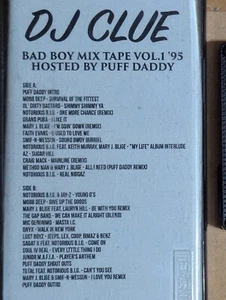 DJ CLUE
BAD BOY MIX TAPE VOL.1 '95
HOSTED BY PUFF DADDY
SIDE A:
PUFF DADDY INTRO
MOBB DEEP - SURVIVAL OF THE FITTEST
OL' DIRTY BASTARD - SHIMMY SHIMMY YA
NOTORIOUS B.I.G. - ONE MORE CHANCE (REMIX)
GRAND PUBA - I LIKE IT
MARY J. BLIGE - I'M GOIN' DOWN (REMIX)
FAITH EVANS - USED TO LOVE ME
SMIF-N-WESSUN - SOUND BWOY BURRELL
NOTORIOUS B.I.G. FEAT. KEITH MURRAY, MARY J. BLIGE - "MY LIFE" ALBUM INTERLUDE
AZ - SUGAR HILL
CRAIG MACK - MAINLINE (REMIX)
METHOD MAN & MARY J. BLIGE - ALL I NEED (PUFF DADDY REMIX)
NOTORIOUS B.I.G. - REAL NIGGAZ
SIDE B:
NOTORIOUS B.I.G. & JAY-Z - YOUNG G'S
MOBB DEEP - GIVE UP THE GOODS
MARY J. BLIGE FEAT. LAURYN HILL - BE WITH YOU REMIX
THE GAP BAND - WE CAN MAKE IT ALRIGHT (BLEND)
MIC GERONIMO - MASTA I.C.
ONYX - WALK IN NEW YORK
LOST BOYZ - JEEPS, LEX, COOP, BIMAZ & BENZ
SADAT X FEAT. NOTORIOUS B.I.G. - COME ON
COOL IV REAL - EVERY LITTLE THING I DO
JUNIOR M.A.F.I.A. - PLAYER'S ANTHEM
PUFF DADDY SHOUT OUTS
TOTAL FEAT. NOTORIOUS B.I.G. - CAN'T YOU SEE
MARY J BLIGE & SMIF-N-WESSUN - I LOVE YOU REMIX
PUFF DADDY OUTRO